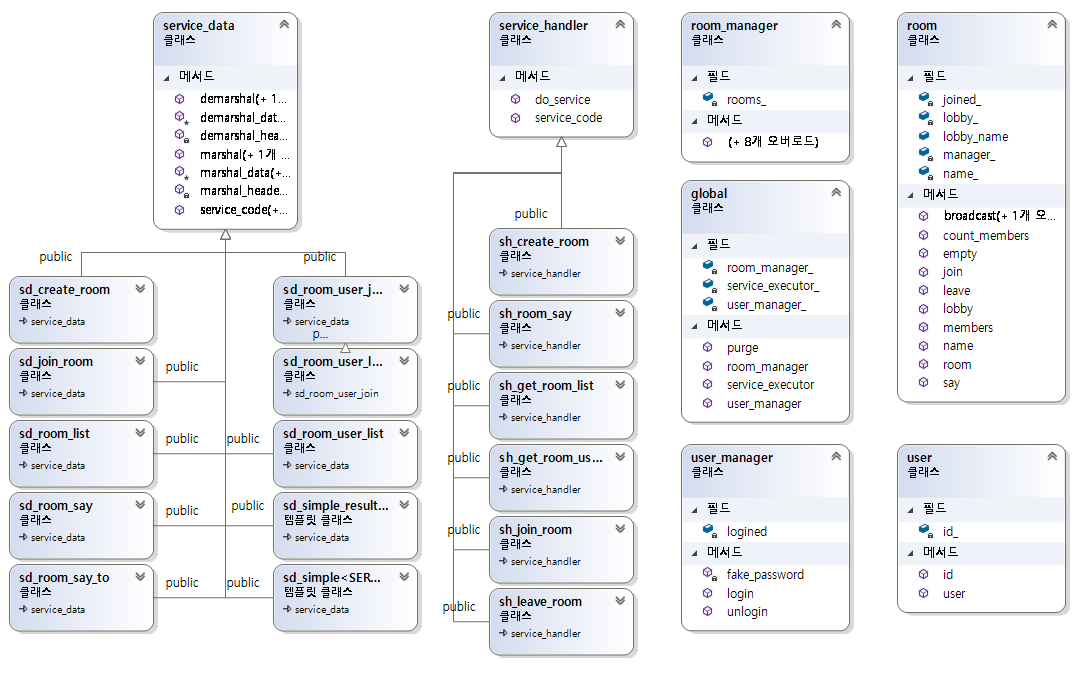 service_data
클래스
메서드
demarshal(+ 1...
demarshal_dat...
demarshal_hea...
marshal(+ 1개 ...
marshal_data(+...
marshal_heade...
service_code(+...
public
public
sd_create_room
클래스
service_data
sd_room_user_j...
클래스
service_data
p...
sd_join_room
클래스
service_data
public
sd_room_user_l...
클래스
sd_room_user_join
sd_room_list
클래스
service_data
public
public
sd_room_user_list
클래스
service_data
sd_room_say
클래스
service_data
public
public
sd_simple_result...
템플릿 클래스
service_data
sd_room_say_to
클래스
service_data
public
public
sd_simple<SER...
템플릿 클래스
service_data
service_handler
클래스
메서드
do_service
service_code
public
sh_create_room
클래스
service_handler
public
sh_room_say
클래스
service_handler
public
sh_get_room_list
클래스
service_handler
public
sh_get_room_us...
클래스
service_handler
public
sh_join_room
클래스
service_handler
public
sh_leave_room
클래스
service_handler
room_manager
클래스
필드
rooms_
메서드
(+ 8개 오버로드)
global
클래스
필드
room_manager_
service_executor_
user_manager_
메서드
purge
room_manager
service_executor
user_manager
user_manager
클래스
필드
logined
메서드
fake_password
login
unlogin
room
클래스
필드
joined_
lobby_
lobby_name
manager_
name_
메서드
broadcast(+ 1개 오...
count_members
empty
join
leave
lobby
members
name
room
say
user
클래스
필드
id_
메서드
id
user